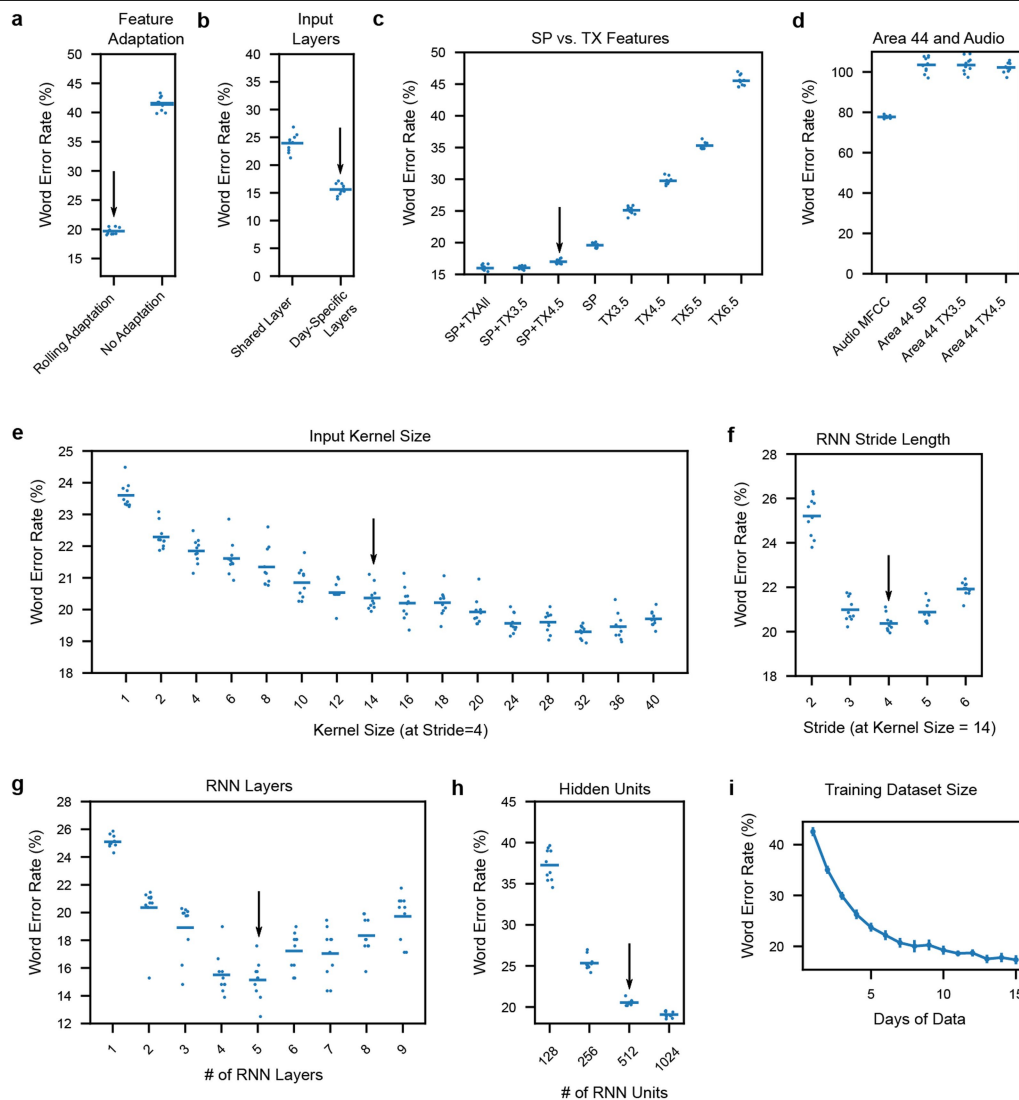 a
Feature
Adaptation
Word Error Rate (%)
50
45
40
35
30
25
20
15
Rolling Adaptation
No Adaptation
b
Input
Layers
Word Error Rate (%)
40
35
30
25
20
15
10
5
0
Shared Layer
Day-Specific
Layers
c
SP vs. TX Features
Word Error Rate (%)
50
45
40
35
30
25
20
15
SP+TXAll
SP+TX3.5
SP+TX4.5
SP
TX3.5
TX4.5
TX5.5
TX6.5
d
Area 44 and Audio
Word Error Rate (%)
100
80
60
40
20
0
Audio MFCC
Area 44 SP
Area 44 TX3.5
Area 44 TX4.5
e
Input Kernel Size
Word Error Rate (%)
25
24
23
22
21
20
19
18
1 2 4 6 8 10 12 14 16 18 20 24 28 32 36 40
Kernel Size (at Stride=4)
f
RNN Stride Length
Word Error Rate (%)
28
26
24
22
20
18
2 3 4 5 6
Stride (at Kernel Size = 14)
g
RNN Layers
Word Error Rate (%)
28
26
24
22
20
18
16
14
12
1 2 3 4 5 6 7 8 9
# of RNN Layers
h
Hidden Units
Word Error Rate (%)
45
40
35
30
25
20
128 256 512 1024
# of RNN Units
i
Training Dataset Size
Word Error Rate (%)
40
30
20
5 10 15
Days of Data